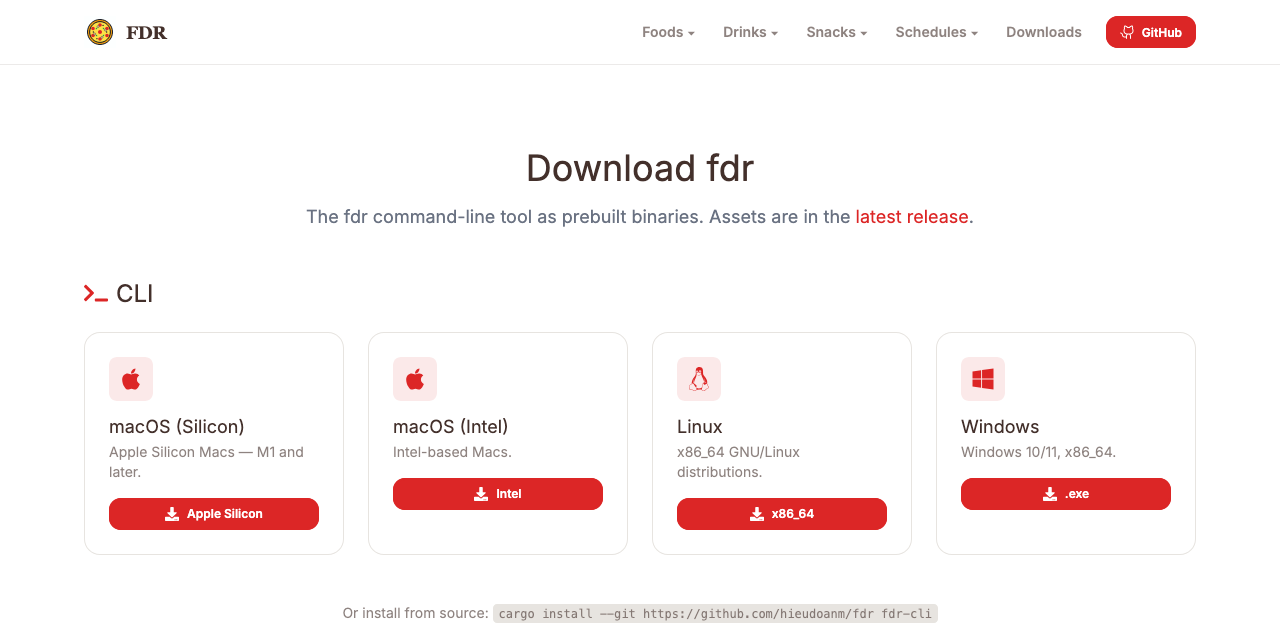 FDR
Foods
Drinks
Snacks
Schedules
Downloads
GitHub
Download fdr
The fdr command-line tool as prebuilt binaries. Assets are in the latest release.
CLI
macOS (Silicon)
Apple Silicon Macs — M1 and
later.
Apple Silicon
macOS (Intel)
Intel-based Macs.
Intel
Linux
x86_64 GNU/Linux
distributions.
x86_64
Windows
Windows 10/11, x86_64.
.exe
Or install from source: cargo install --git https://github.com/hieudoanm/fdr fdr-cli